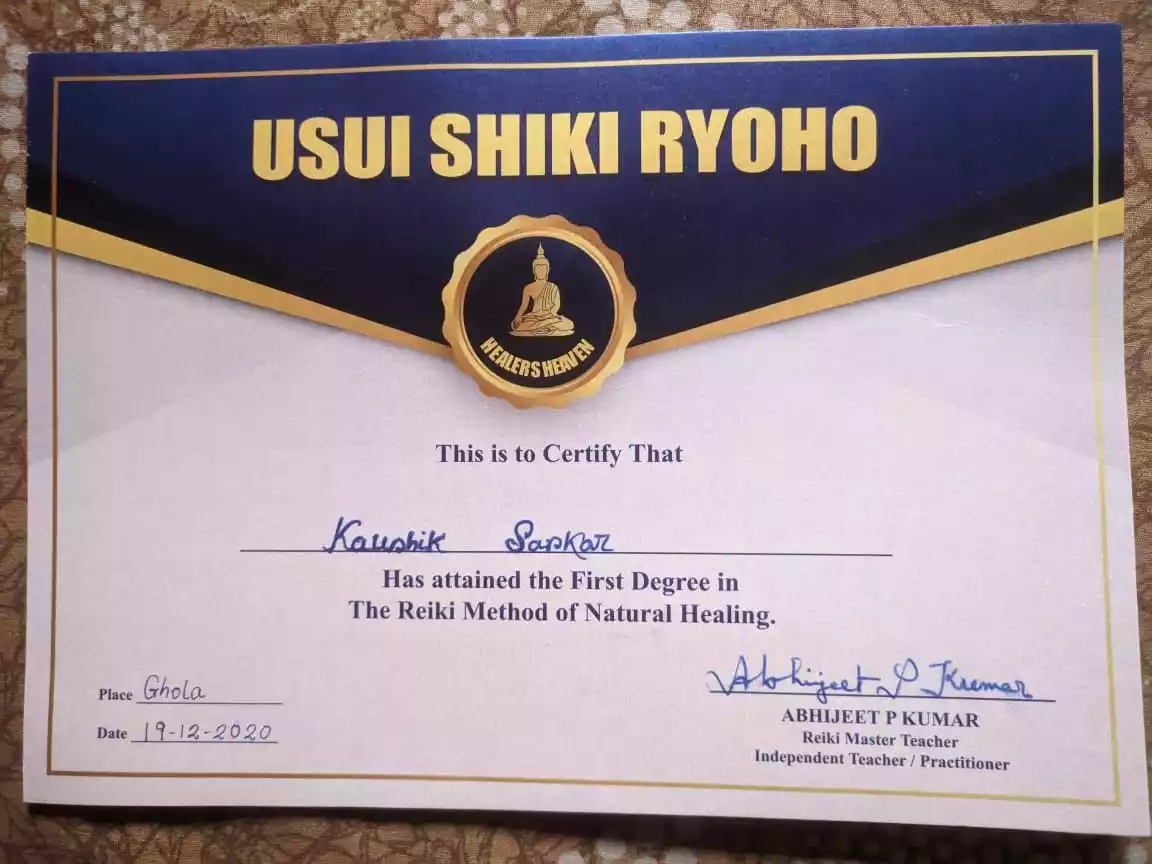 USUI SHIKI RYOHO
HEALERS HEAVEN
This is to Certify That
Kaushik Sarkar
Has attained the First Degree in
The Reiki Method of Natural Healing.
Place Ghola
Date 19-12-2020
Abhijeet P Kumar
ABHIJEET P KUMAR
Reiki Master Teacher
Independent Teacher / Practitioner